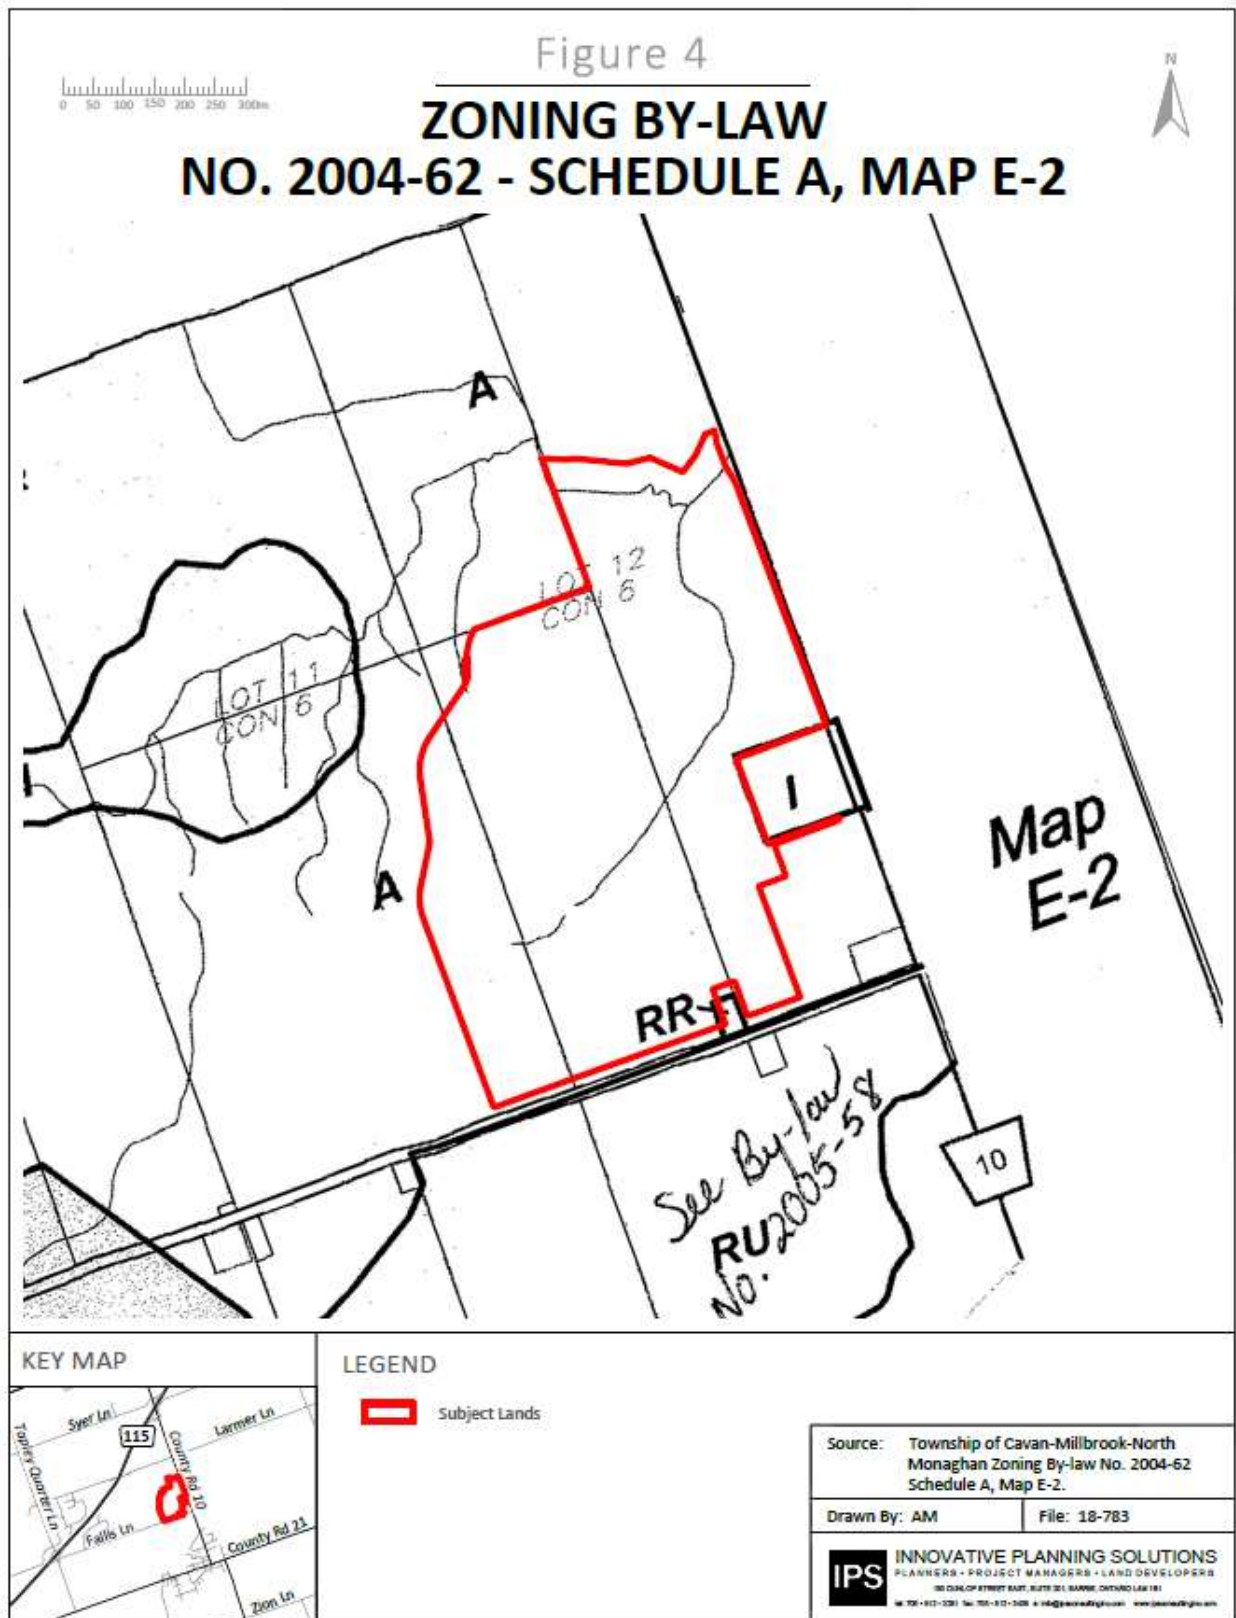 Figure 4
N
0 50 100 150 200 250 300m
ZONING BY-LAW
NO. 2004-62 - SCHEDULE A, MAP E-2
A
LOT 12
CON 6
LOT 11
CON 6
I
Map
E-2
A
RR
See By-law
RU 2005-58
No.
10
KEY MAP
Syer Ln
115
Larmer Ln
Tapley Quarter Ln
County Rd 10
Fallis Ln
County Rd 21
Zion Ln
LEGEND
Subject Lands
Source: Township of Cavan-Millbrook-North
Monaghan Zoning By-law No. 2004-62
Schedule A, Map E-2.
Drawn By: AM
File: 18-783
IPS
INNOVATIVE PLANNING SOLUTIONS
PLANNERS • PROJECT MANAGERS • LAND DEVELOPERS